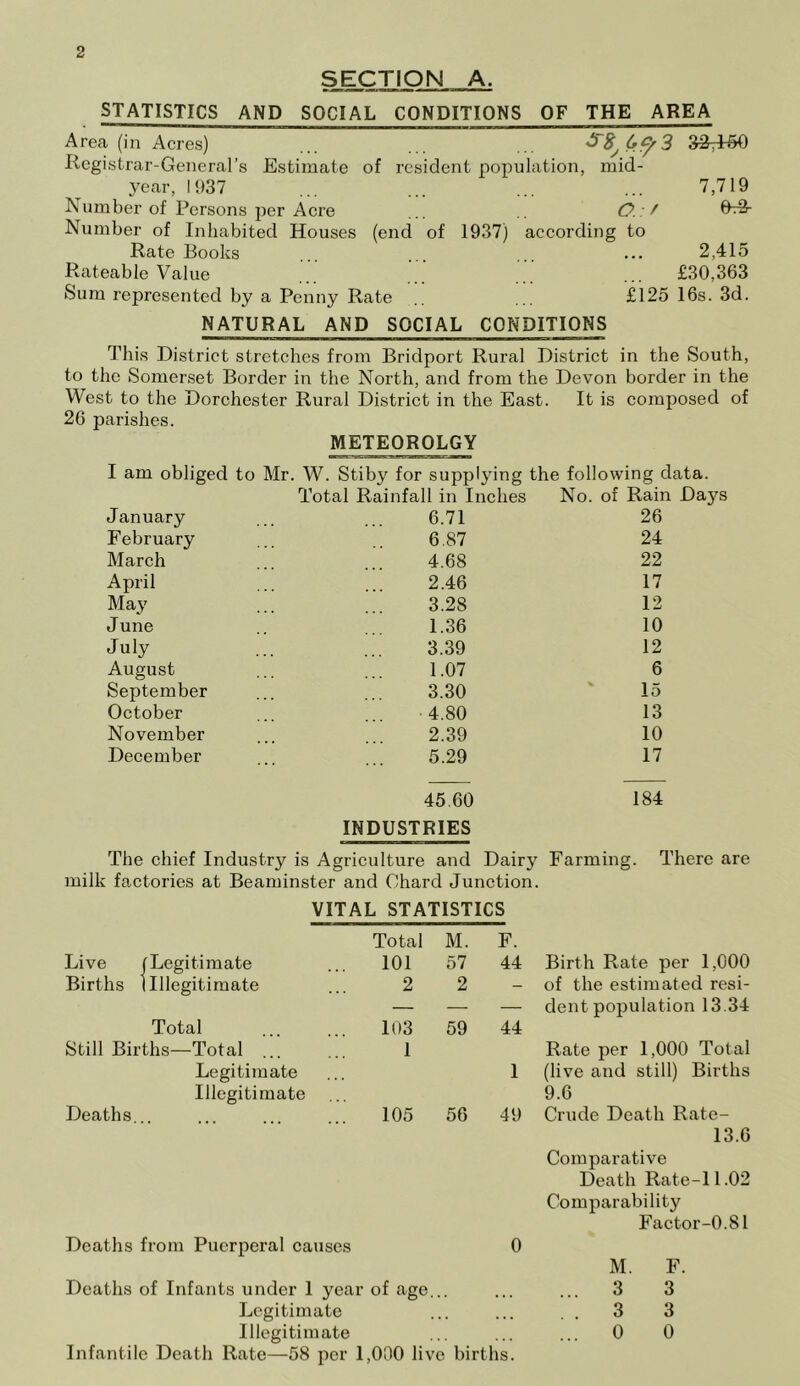 2
SECTION A.
STATISTICS AND SOCIAL CONDITIONS OF THE AREA
Area (in Acres) ... ... ... 58,693 32,150
Registrar-General's Estimate of resident population, mid-
year, 1937 ... ... ... ... 7,719
Number of Persons per Acre ... .. 0.1 0.2
Number of Inhabited Houses (end of 1937) according to
Rate Books ... ... ... ... 2,415
Rateable Value ... ... ... ... £30,363
Sum represented by a Penny Rate .. ... £125 16s. 3d.
NATURAL AND SOCIAL CONDITIONS
This District stretches from Bridport Rural District in the South,
to the Somerset Border in the North, and from the Devon border in the
West to the Dorchester Rural District in the East. It is composed of
26 parishes.
METEOROLGY
I am obliged to Mr. W. Stiby for supplying the following data.
Total Rainfall in Inches No. of Rain Days
January ... ... 6.71 26
February ... .. 6.87 24
March ... ... 4.68 22
April ... ... 2.46 17
May ... ... 3.28 12
June .. ... 1.36 10
July ... ... 3.39 12
August ... ... 1.07 6
September ... ... 3.30 15
October ... ... 4.80 13
November ... ... 2.39 10
December ... ... 5.29 17
45.60 184
INDUSTRIES
The chief Industry is Agriculture and Dairy Farming. There are
milk factories at Beaminster and Chard Junction.
VITAL STATISTICS
Total M. F.
Live (Legitimate ... 101 57 44 Birth Rate per 1,000
Births (Illegitimate ... 2 2 – of the estimated resi-
— — — dent population 13.34
Total ... ... 103 59 44
Still Births—Total ... ... 1 Rate per 1,000 Total
Legitimate ... 1 (live and still) Births
Illegitimate ... 9.6
Deaths... ... ... ... 105 56 49 Crude Death Rate-
13.6
Comparative
Death Rate-11.02
Comparability
Factor-0.81
Deaths from Puerperal causes 0
M. F.
Deaths of Infants under 1 year of age... ... ... 3 3
Legitimate ... ... . . 3 3
Illegitimate ... ... ... 0 0
Infantile Death Rate—58 per 1,000 live births.